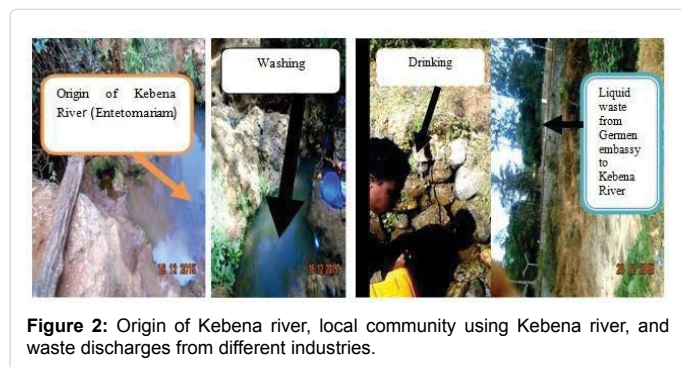 Origin of Kebena
River (Entetomariam)
Washing
Drinking
Liquid
waste
from
Germen
embassy
to
Kebena
River
Figure 2: Origin of Kebena river, local community using Kebena river, and
waste discharges from different industries.